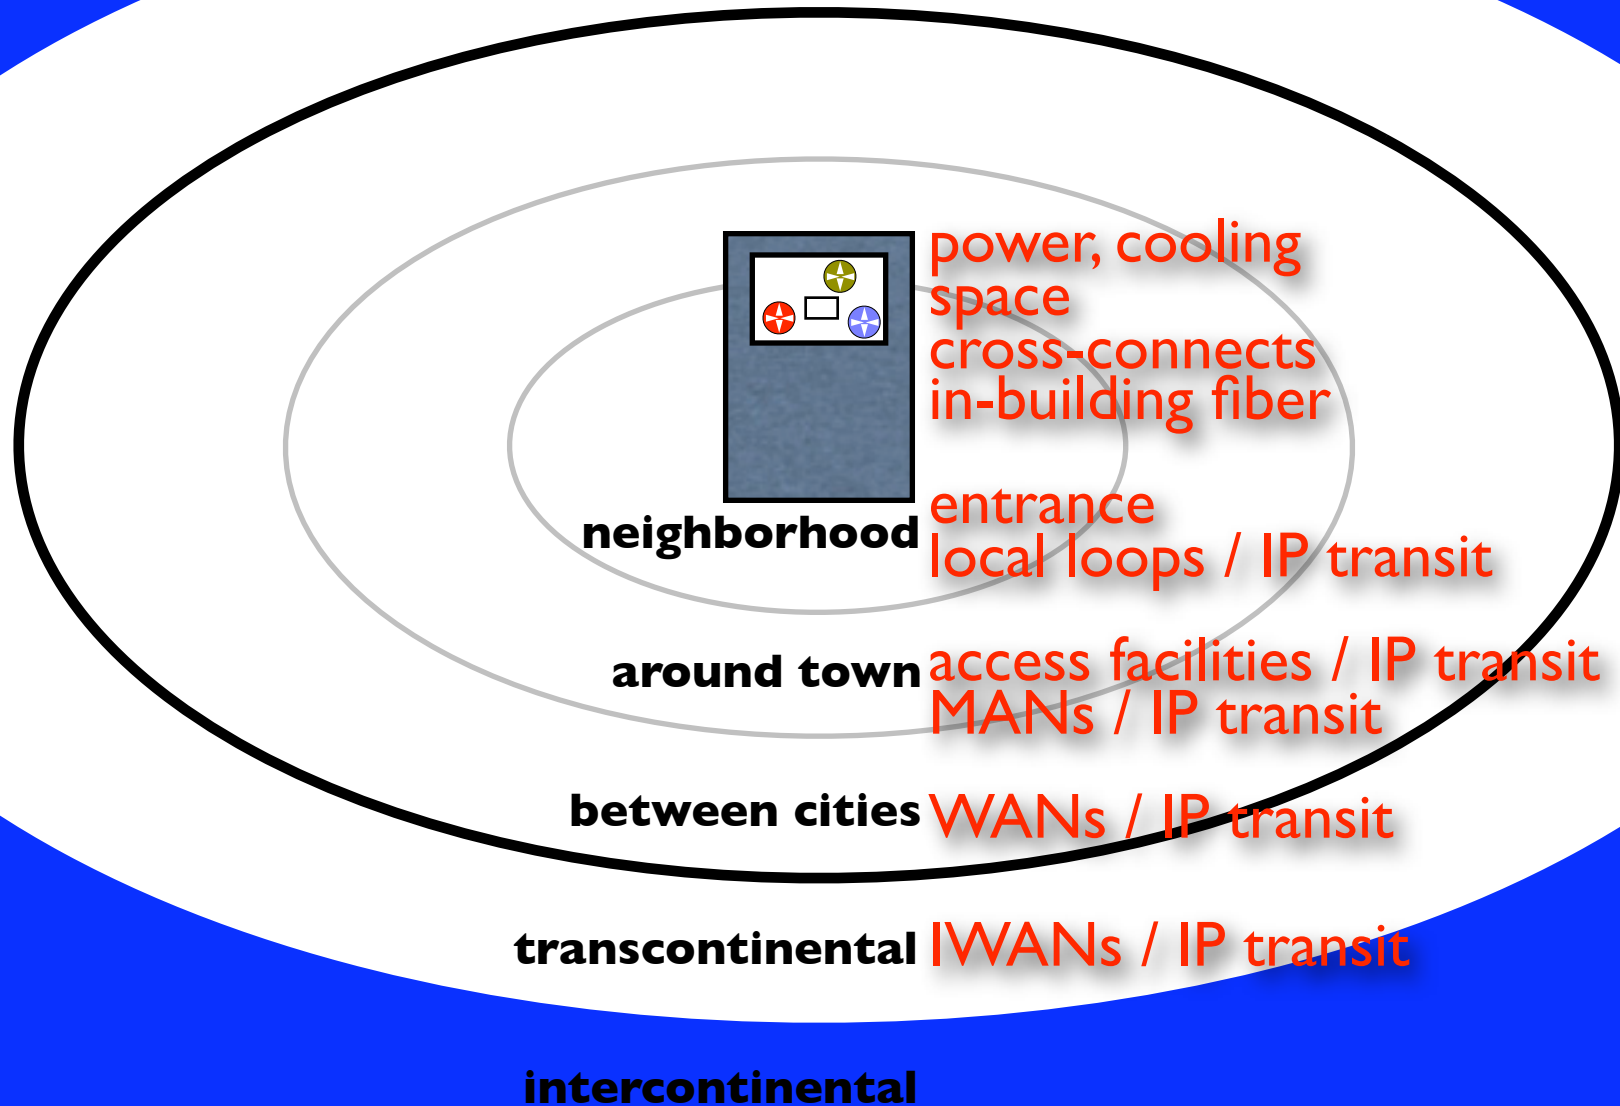 power, cooling
space
cross-connects
in-building fiber
entrance
neighborhood
local loops / IP transit
around town
access facilities / IP transit
MANs / IP transit
between cities
WANs / IP transit
transcontinental
IWANs / IP transit
intercontinental